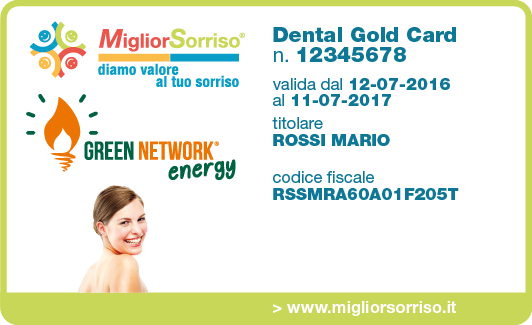 MigliorSorriso®
diamo valore
al tuo sorriso
GREEN NETWORK®
energy
Dental Gold Card
n. 12345678
valida dal 12-07-2016
al 11-07-2017
titolare
ROSSI MARIO
codice fiscale
RSSMRA60A01F205T
> www.migliorsorriso.it